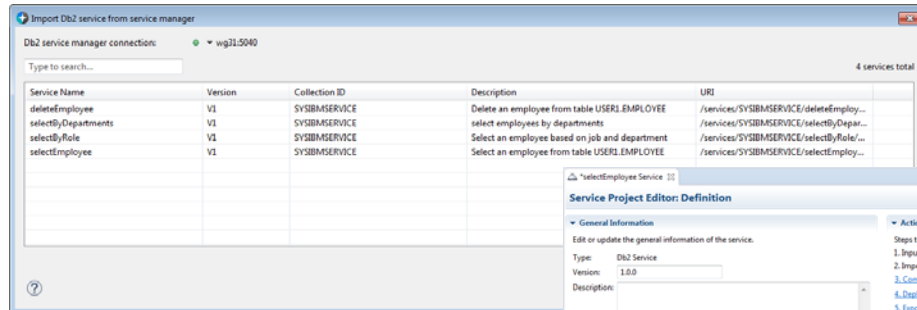 Import Db2 service from service manager
Db2 service manager connection: wg31:5040
Type to search...
4 services total
Service Name Version Collection ID Description URI
deleteEmployee V1 SYSIBMSERVICE Delete an employee from table USER1.EMPLOYEE /services/SYSIBMSERVICE/deleteEmploy...
selectByDepartments V1 SYSIBMSERVICE select employees by departments /services/SYSIBMSERVICE/selectByDepar...
selectByRole V1 SYSIBMSERVICE Select an employee based on job and department /services/SYSIBMSERVICE/selectByRole/...
selectEmployee V1 SYSIBMSERVICE Select an employee from table USER1.EMPLOYEE /services/SYSIBMSERVICE/selectEmploy...
*selectEmployee Service
Service Project Editor: Definition
General Information
Edit or update the general information of the service.
Type: Db2 Service
Version: 1.0.0
Description:
Actio
Steps t
1. Inpu
2. Impo
3. Con
4. Depl
5. Expo